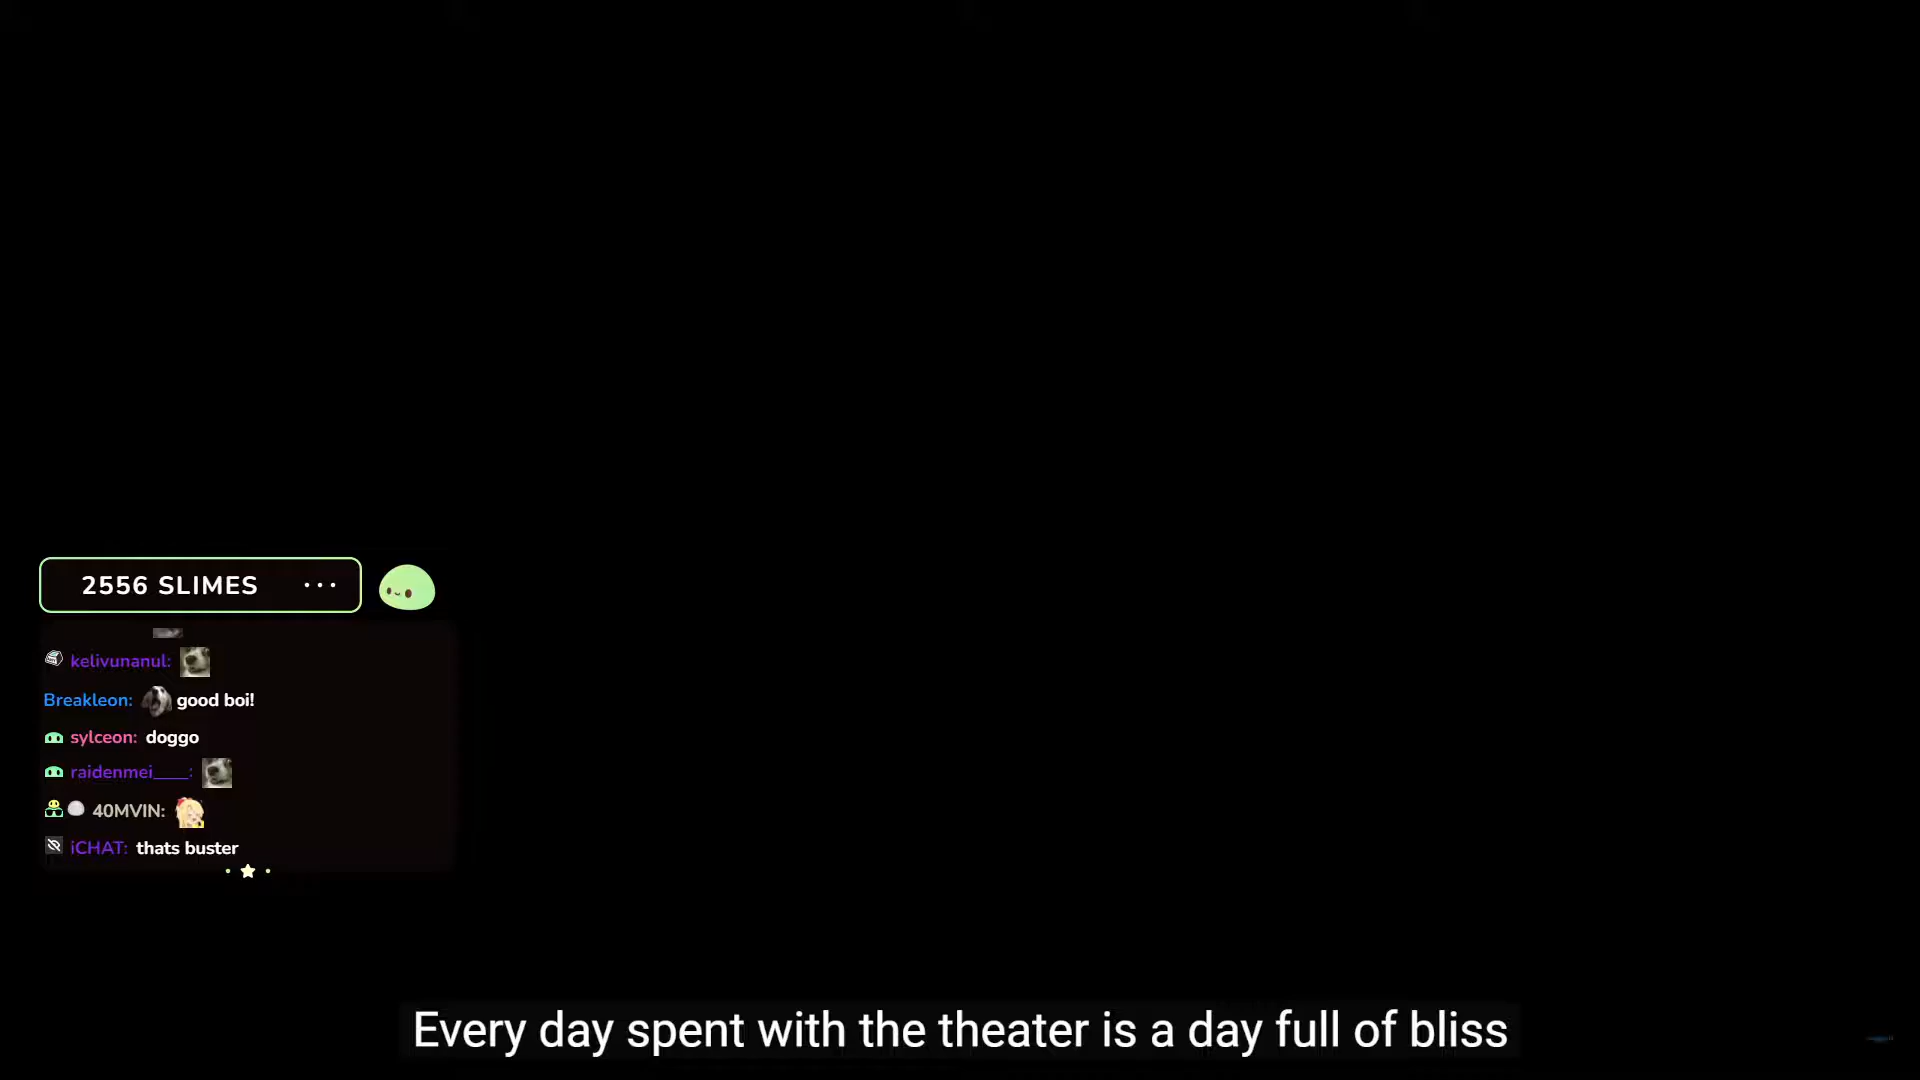 2556 SLIMES ...
kelivunanul:
Breakleon: good boi!
sylceon: doggo
raidenmei____:
40MVIN:
iCHAT: thats buster
Every day spent with the theater is a day full of bliss